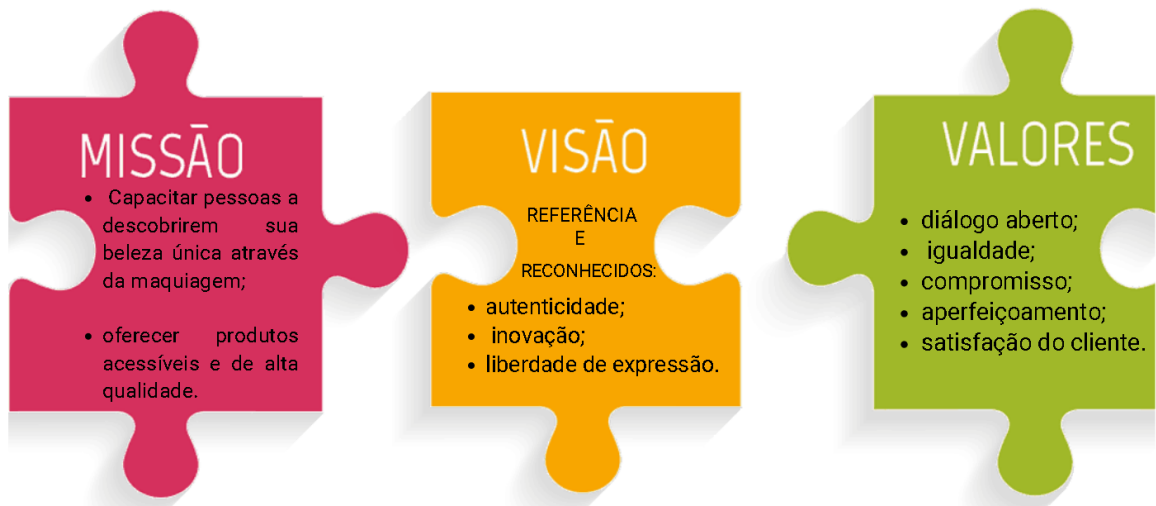 MISSÃO
• Capacitar pessoas a
descobrirem sua
beleza única através
da maquiagem;
• oferecer produtos
acessíveis e de alta
qualidade.
VISÃO
REFERÊNCIA
E
RECONHECIDOS:
• autenticidade;
• inovação;
• liberdade de expressão.
VALORES
• diálogo aberto;
• igualdade;
• compromisso;
• aperfeiçoamento;
• satisfação do cliente.